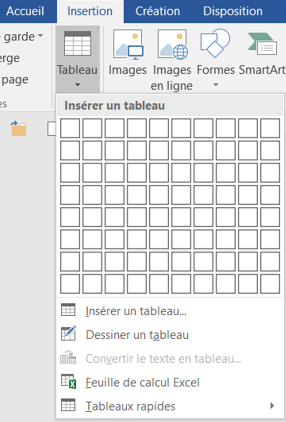 Accueil Insertion Création Disposition
garde
erge
page
es
Tableau
Images
Images
en ligne
Formes
SmartArt
Insérer un tableau
Insérer un tableau...
Dessiner un tableau
Convertir le texte en tableau...
Feuille de calcul Excel
Tableaux rapides